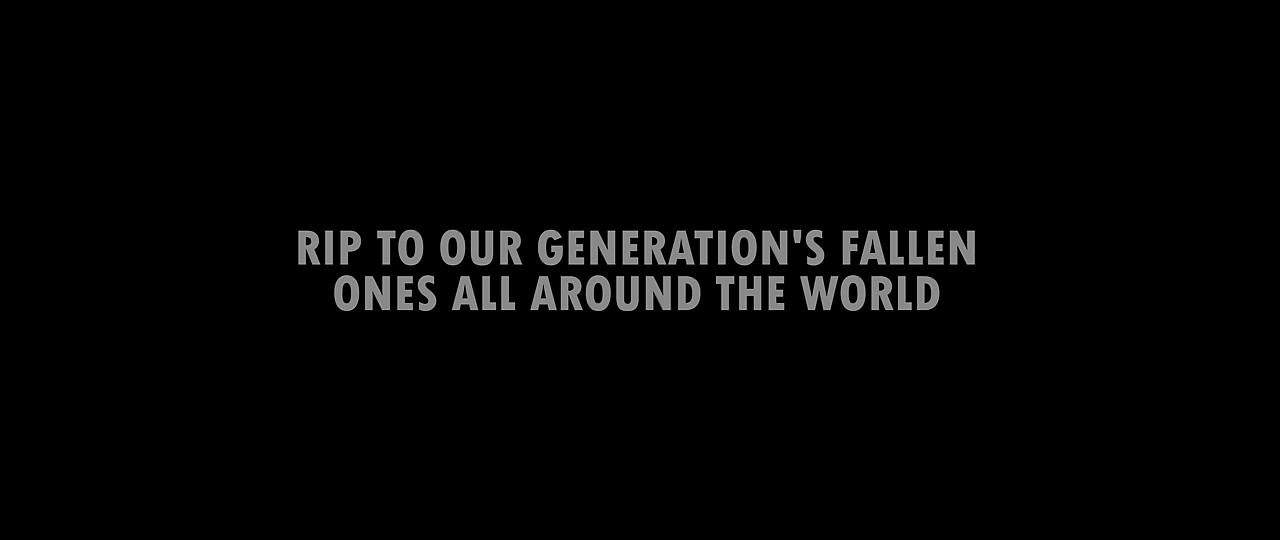 RIP TO OUR GENERATION'S FALLEN
ONES ALL AROUND THE WORLD